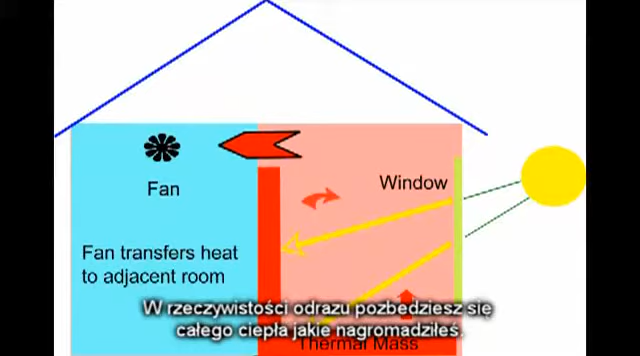 Window
Fan
Fan transfers heat
to adjacent room
W rzeczywistości odrazu pozbędziesz się
całego ciepła jakie nagromadziłeś.
Thermal Mass